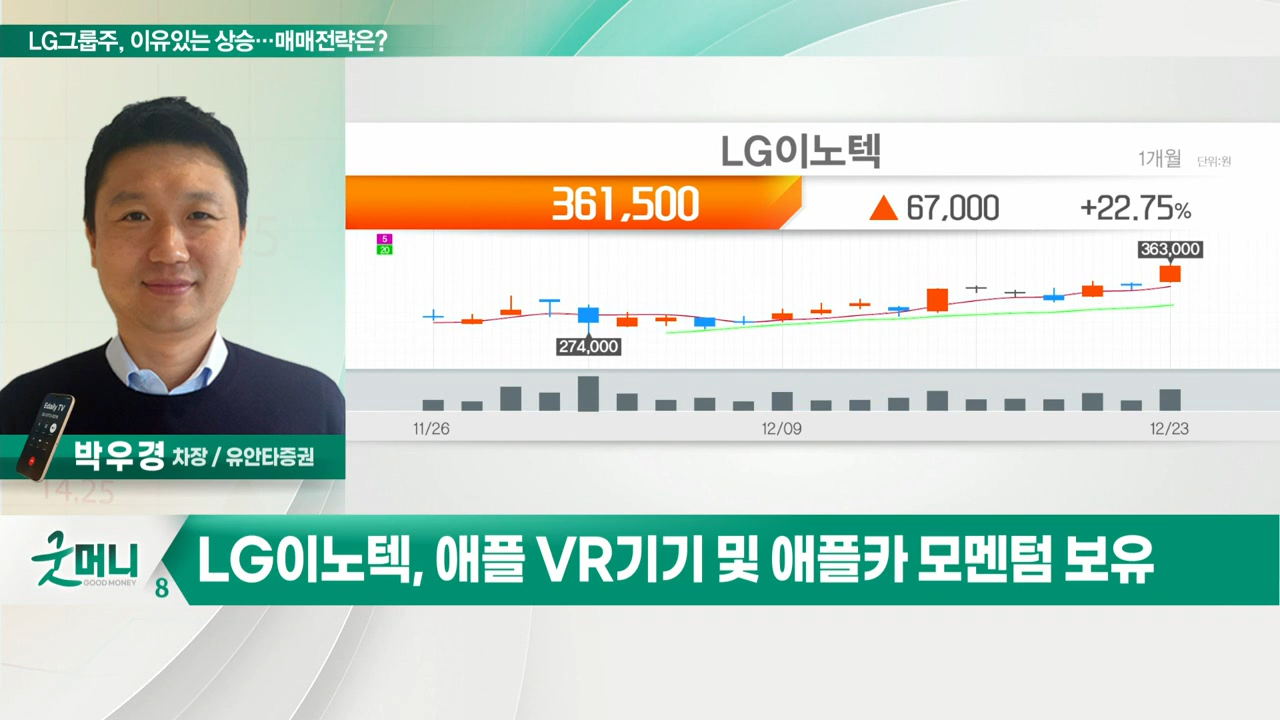 LG그룹주, 이유있는 상승…매매전략은?
LG이노텍
1개월 단위:원
361,500 ▲ 67,000 +22.75%
5
20
363,000
274,000
11/26 12/09 12/23
Edaily TV
박우경 차장 / 유안타증권
14.25
굿머니
GOOD MONEY
8
LG이노텍, 애플 VR기기 및 애플카 모멘텀 보유